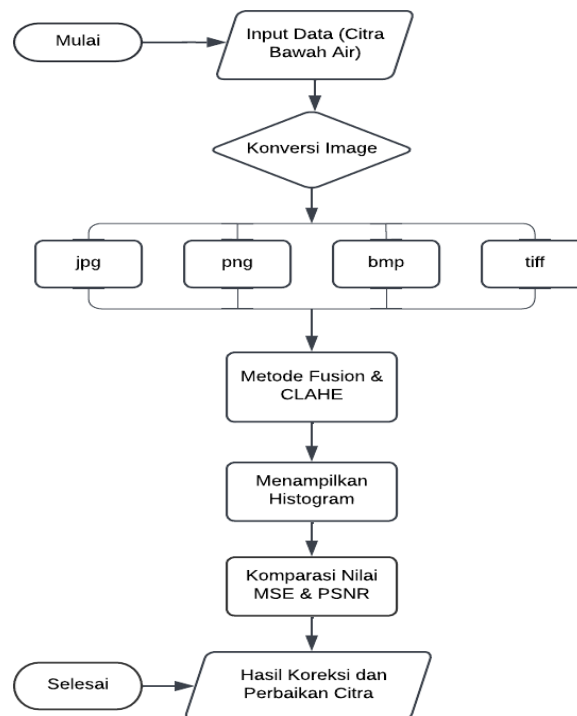 Mulai
Input Data (Citra
Bawah Air)
Konversi Image
jpg
png
bmp
tiff
Metode Fusion &
CLAHE
Menampilkan
Histogram
Komparasi Nilai
MSE & PSNR
Selesai
Hasil Koreksi dan
Perbaikan Citra